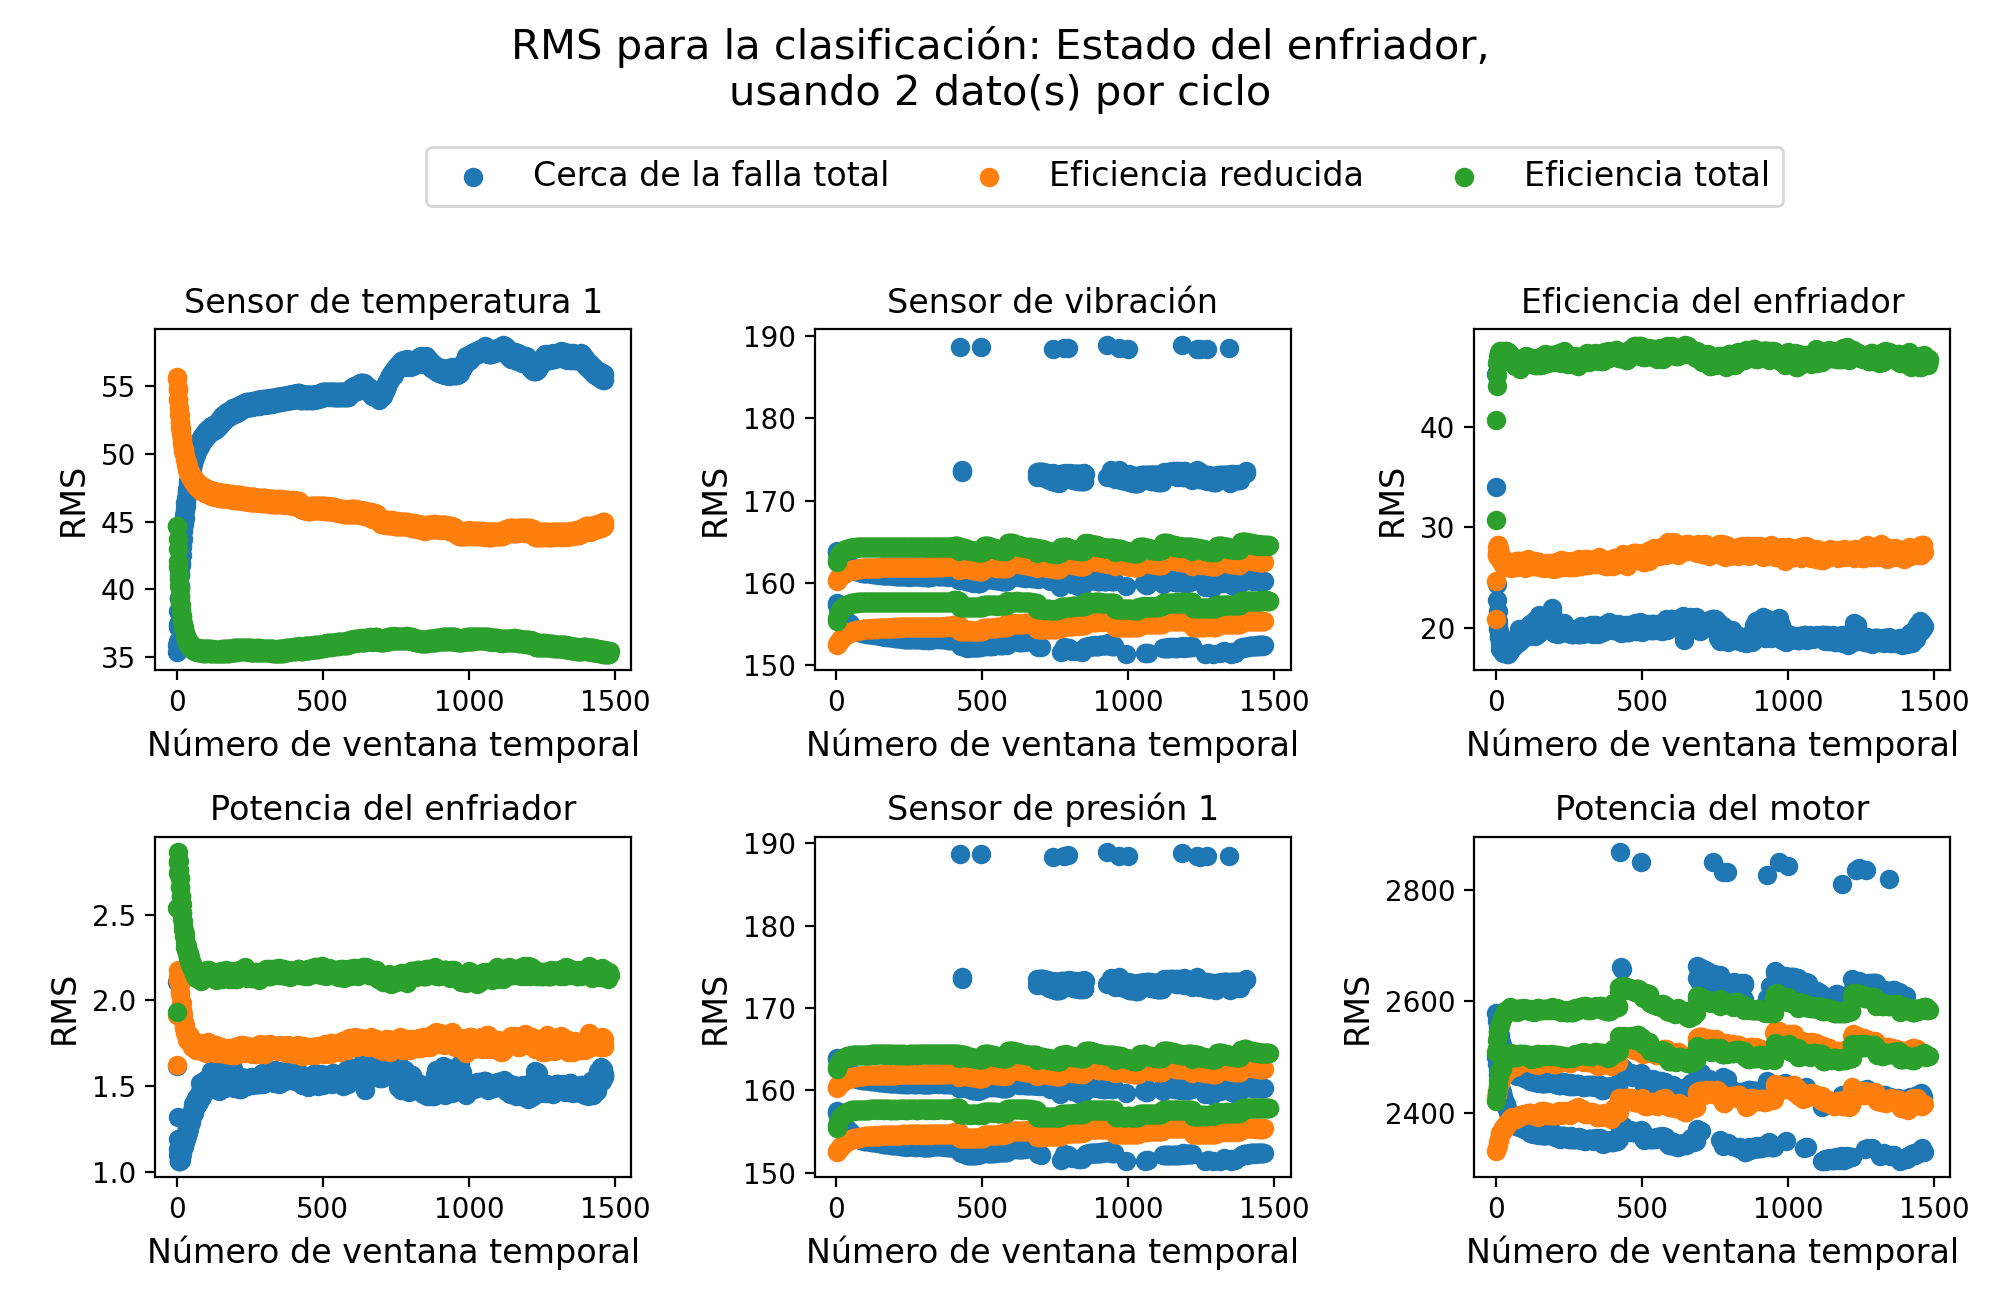 RMS para la clasificación: Estado del enfriador,
usando 2 dato(s) por ciclo
Cerca de la falla total Eficiencia reducida Eficiencia total
Sensor de temperatura 1
RMS
55
50
45
40
35
0 500 1000 1500
Número de ventana temporal
Sensor de vibración
RMS
190
180
170
160
150
0 500 1000 1500
Número de ventana temporal
Eficiencia del enfriador
RMS
40
30
20
0 500 1000 1500
Número de ventana temporal
Potencia del enfriador
RMS
2.5
2.0
1.5
1.0
0 500 1000 1500
Número de ventana temporal
Sensor de presión 1
RMS
190
180
170
160
150
0 500 1000 1500
Número de ventana temporal
Potencia del motor
RMS
2800
2600
2400
0 500 1000 1500
Número de ventana temporal